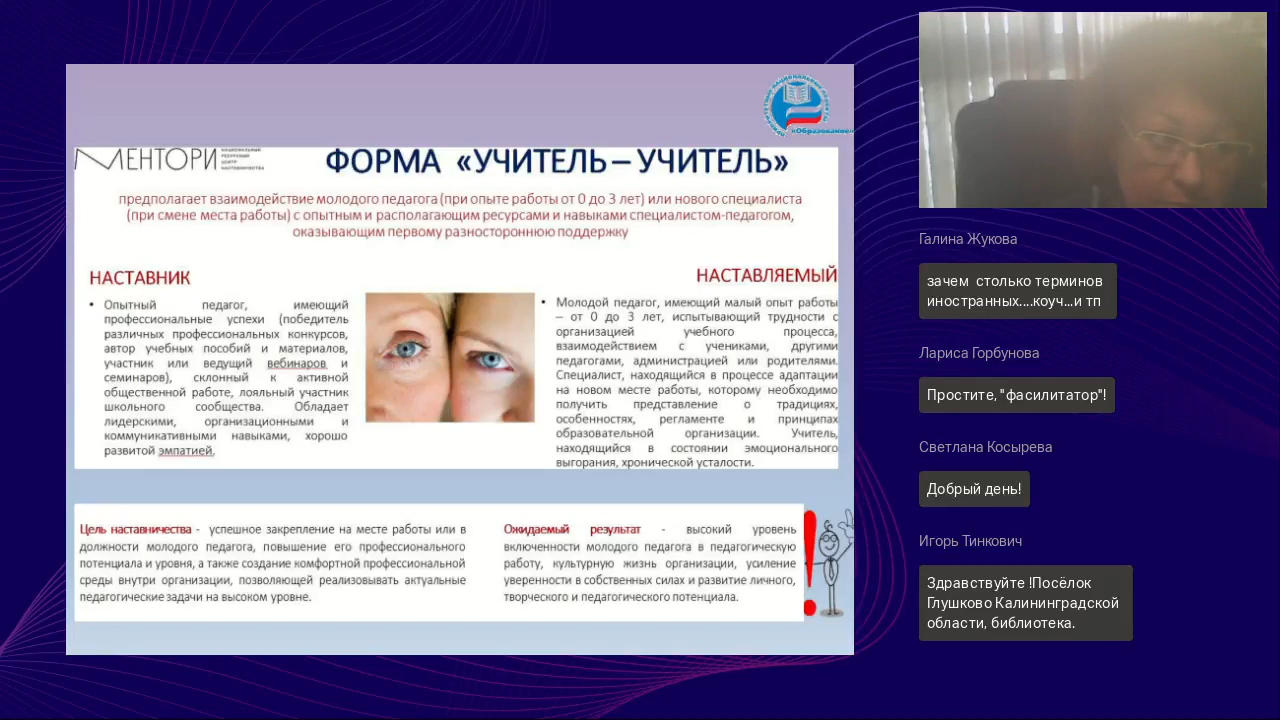 «Образование»
МЕНТОРИ
НАЦИОНАЛЬНЫЙ
РЕСУРСНЫЙ
ЦЕНТР
НАСТАВНИЧЕСТВА
ФОРМА «УЧИТЕЛЬ – УЧИТЕЛЬ»
предполагает взаимодействие молодого педагога (при опыте работы от 0 до 3 лет) или нового специалиста
(при смене места работы) с опытным и располагающим ресурсами и навыками специалистом-педагогом,
оказывающим первому разностороннюю поддержку
НАСТАВНИК
• Опытный педагог, имеющий
профессиональные успехи (победитель
различных профессиональных конкурсов,
автор учебных пособий и материалов,
участник или ведущий вебинаров и
семинаров), склонный к активной
общественной работе, лояльный участник
школьного сообщества. Обладает
лидерскими, организационными и
коммуникативными навыками, хорошо
развитой эмпатией.
НАСТАВЛЯЕМЫЙ
• Молодой педагог, имеющий малый опыт работы
– от 0 до 3 лет, испытывающий трудности с
организацией учебного процесса,
взаимодействием с учениками, другими
педагогами, администрацией или родителями.
Специалист, находящийся в процессе адаптации
на новом месте работы, которому необходимо
получить представление о традициях,
особенностях, регламенте и принципах
образовательной организации. Учитель,
находящийся в состоянии эмоционального
выгорания, хронической усталости.
Цель наставничества - успешное закрепление на месте работы или в
должности молодого педагога, повышение его профессионального
потенциала и уровня, а также создание комфортной профессиональной
среды внутри организации, позволяющей реализовывать актуальные
педагогические задачи на высоком уровне.
Ожидаемый результат - высокий уровень
включенности молодого педагога в педагогическую
работу, культурную жизнь организации, усиление
уверенности в собственных силах и развитие личного,
творческого и педагогического потенциала.
Галина Жукова
зачем столько терминов
иностранных....коуч...и тп
Лариса Горбунова
Простите, "фасилитатор"!
Светлана Косырева
Добрый день!
Игорь Тинкович
Здравствуйте !Посёлок
Глушково Калининградской
области, библиотека.